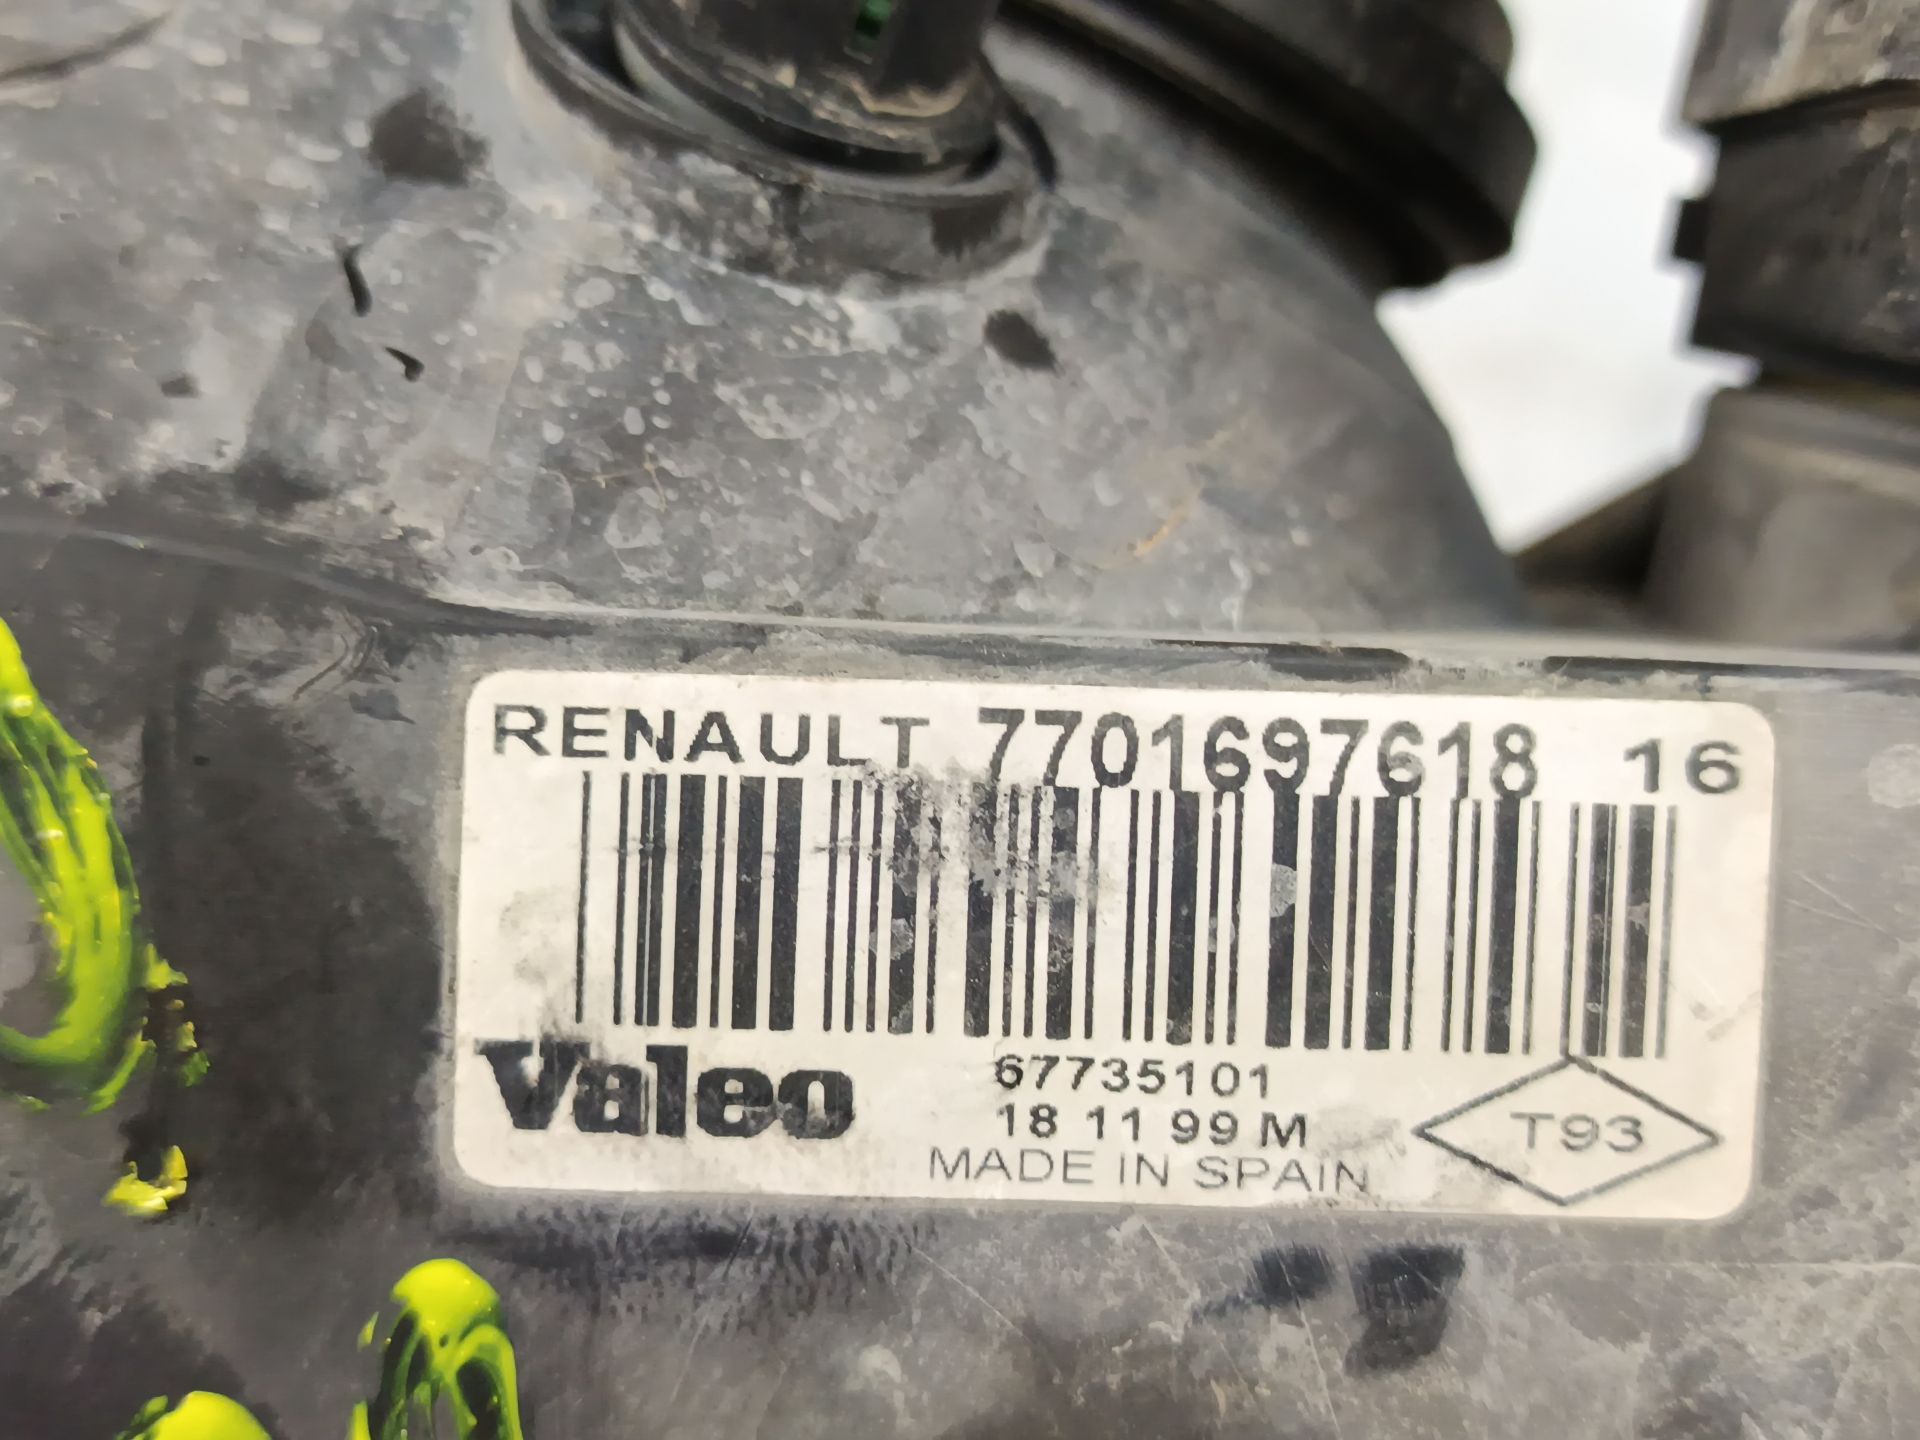 RENAULT 7701697618 16
Valeo
67735101
18 11 99 M
MADE IN SPAIN
T93